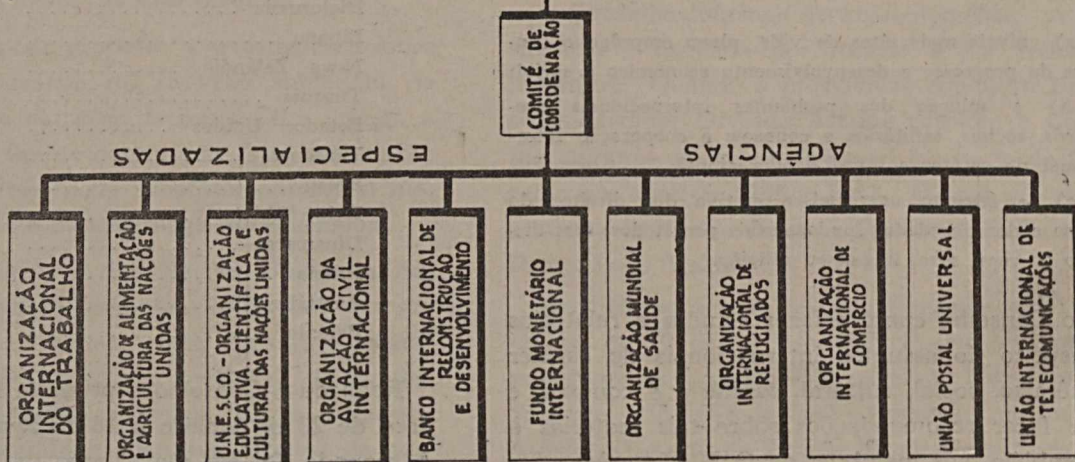 COMITÉ DE
COORDENAÇÃO
AGÊNCIAS
ESPECIALIZADAS
ORGANIZAÇÃO
INTERNACIONAL
DO TRABALHO
ORGANIZAÇÃO DE ALIMENTAÇÃO
E AGRICULTURA DAS NAÇÕES
UNIDAS
U.N.E.S.C.O. - ORGANIZAÇÃO
EDUCATIVA, CIENTÍFICA E
CULTURAL DAS NAÇÕES UNIDAS
ORGANIZAÇÃO DA
AVIAÇÃO CIVIL
INTERNACIONAL
BANCO INTERNACIONAL DE
RECONSTRUÇÃO
E DESENVOLVIMENTO
FUNDO MONETÁRIO
INTERNACIONAL
ORGANIZAÇÃO MUNDIAL
DE SAUDE
ORGANIZAÇÃO
INTERNACIONAL DE
REFUGIADOS
ORGANIZAÇÃO
INTERNACIONAL DE
COMÉRCIO
UNIÃO POSTAL UNIVERSAL
UNIÃO INTERNACIONAL DE
TELECOMUNICAÇÕES